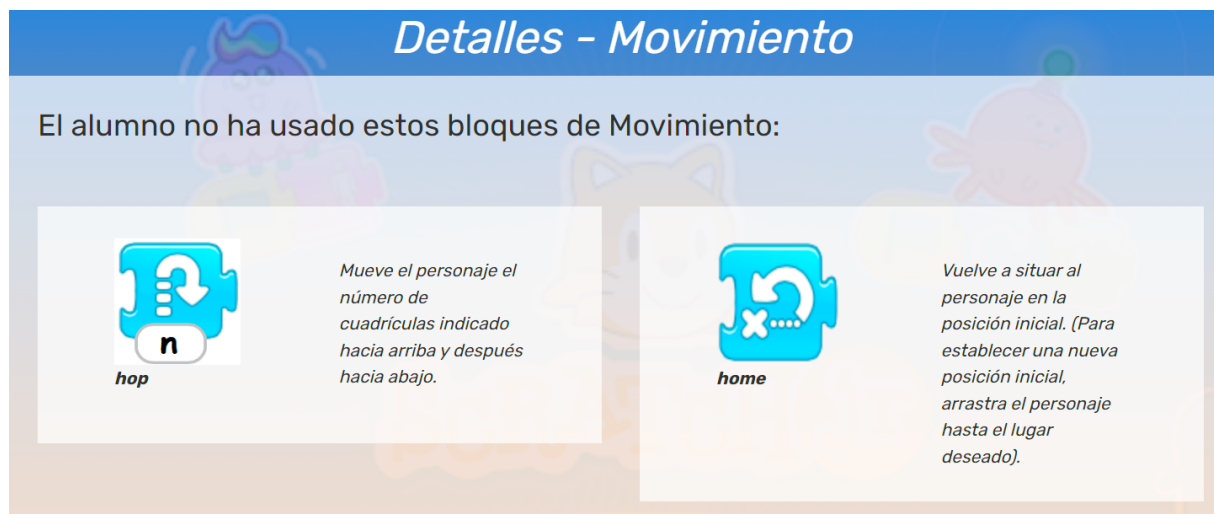 Detalles - Movimiento
El alumno no ha usado estos bloques de Movimiento:
n
hop
Mueve el personaje el
número de
cuadrículas indicado
hacia arriba y después
hacia abajo.
home
Vuelve a situar al
personaje en la
posición inicial. (Para
establecer una nueva
posición inicial,
arrastra el personaje
hasta el lugar
deseado).